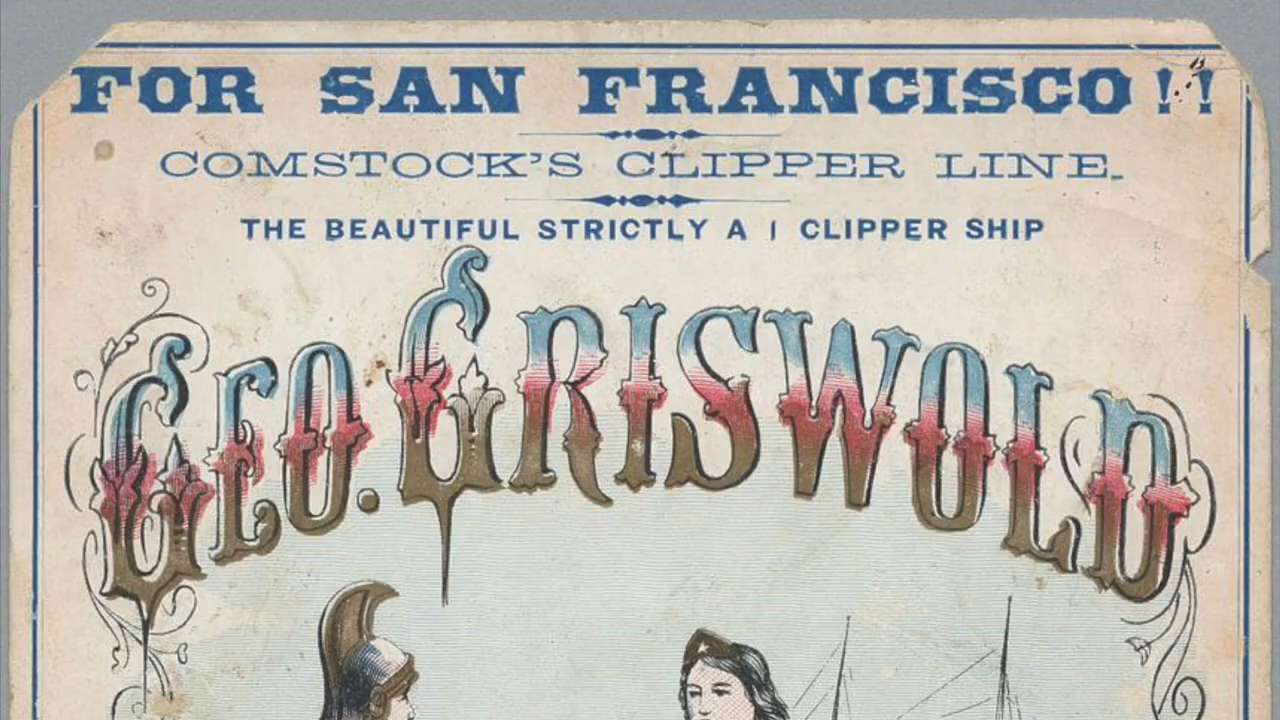 FOR SAN FRANCISCO!!
COMSTOCK'S CLIPPER LINE.
THE BEAUTIFUL STRICTLY A 1 CLIPPER SHIP
GEO. GRISWOLD